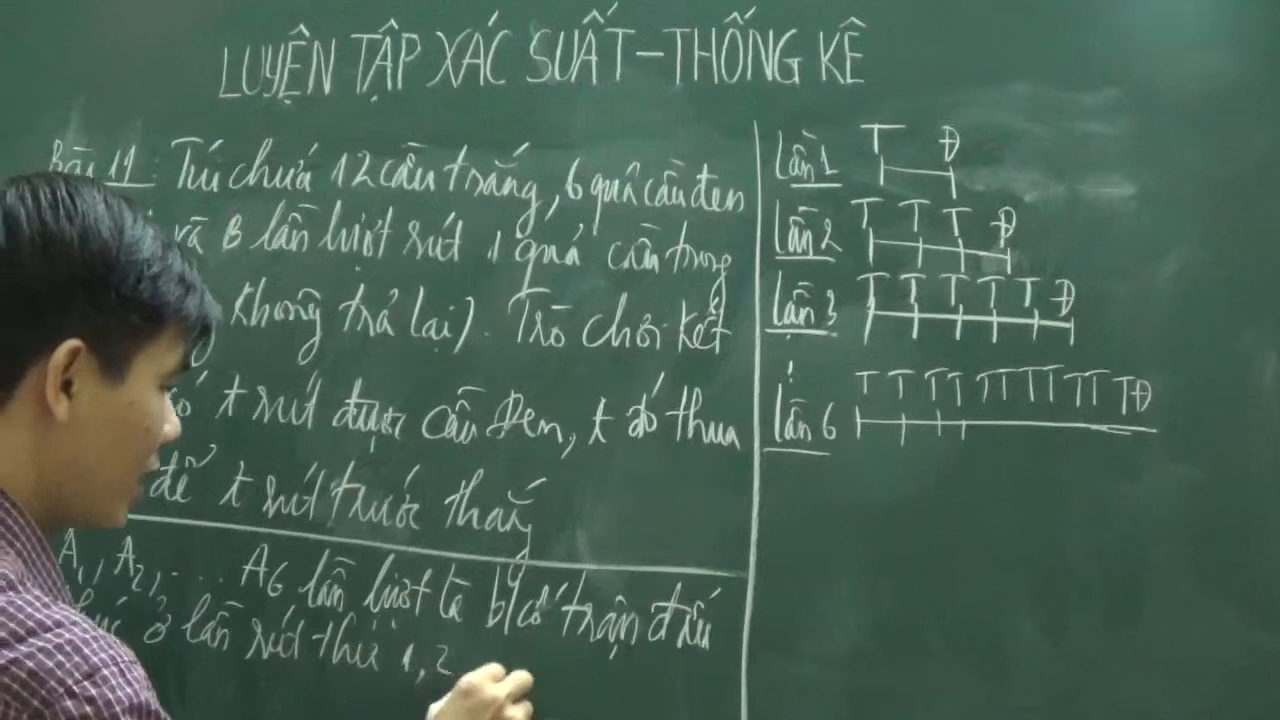 LUYỆN TẬP XÁC SUẤT-THỐNG KÊ
Bài 11: Túi chứa 12 cầu trắng, 6 quả cầu đen
và B lần lượt rút 1 quả cầu trong
không trả lại). Trò chơi kết
t rút được cầu Đen, t đó thua
để t rút trước thắng
A1, A2, ... A6 lần lượt là b/cố trận đấu
ở lần rút thứ 1, 2
Lần 1 T Đ
Lần 2 T T T Đ
Lần 3 T T T T T Đ
Lần 6 T T T T T T T T T T T Đ